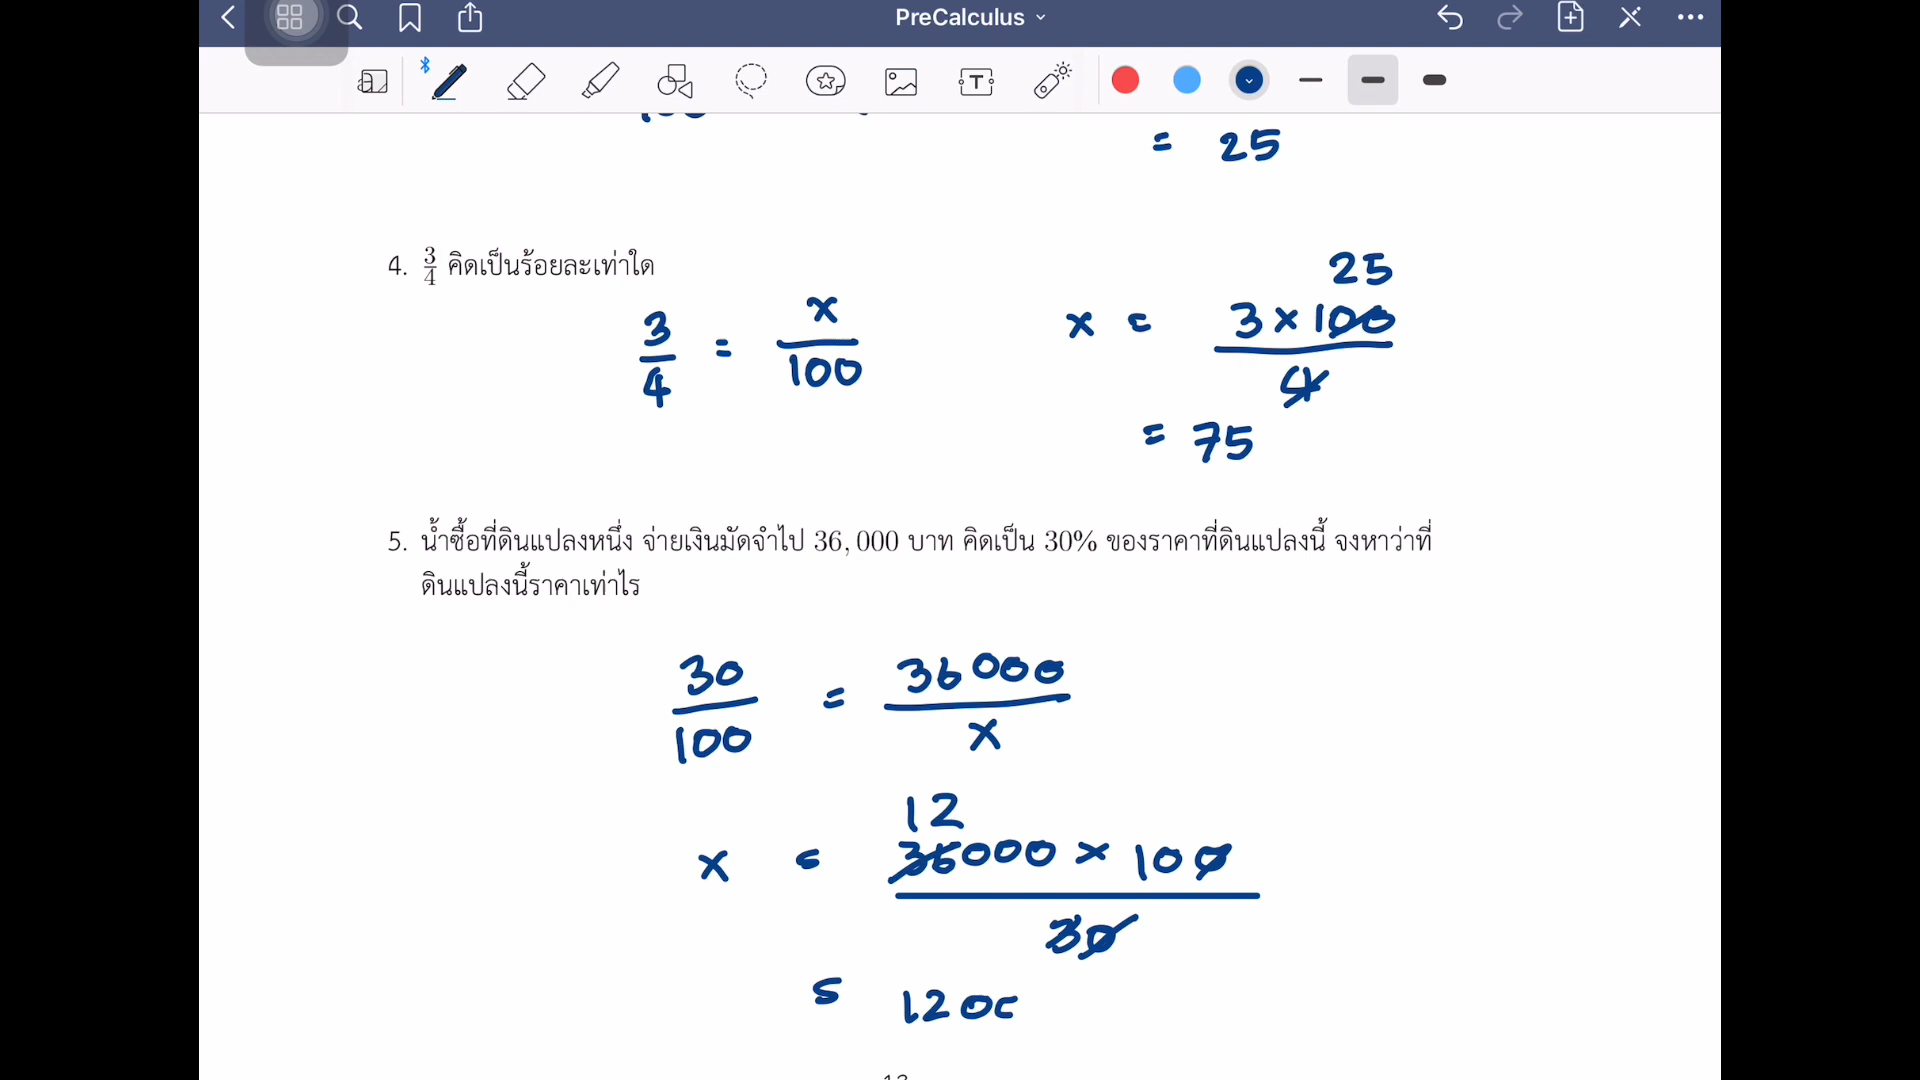 PreCalculus
= 25
4. 3/4 คิดเป็นร้อยละเท่าใด
3/4 = x/100
x = 3 × 100 / 4
25
= 75
5. น้ำซื้อที่ดินแปลงหนึ่ง จ่ายเงินมัดจำไป 36,000 บาท คิดเป็น 30% ของราคาที่ดินแปลงนี้ จงหาว่าที่
ดินแปลงนี้ราคาเท่าไร
30/100 = 36000/x
12
x = 36000 × 100 / 30
= 1200